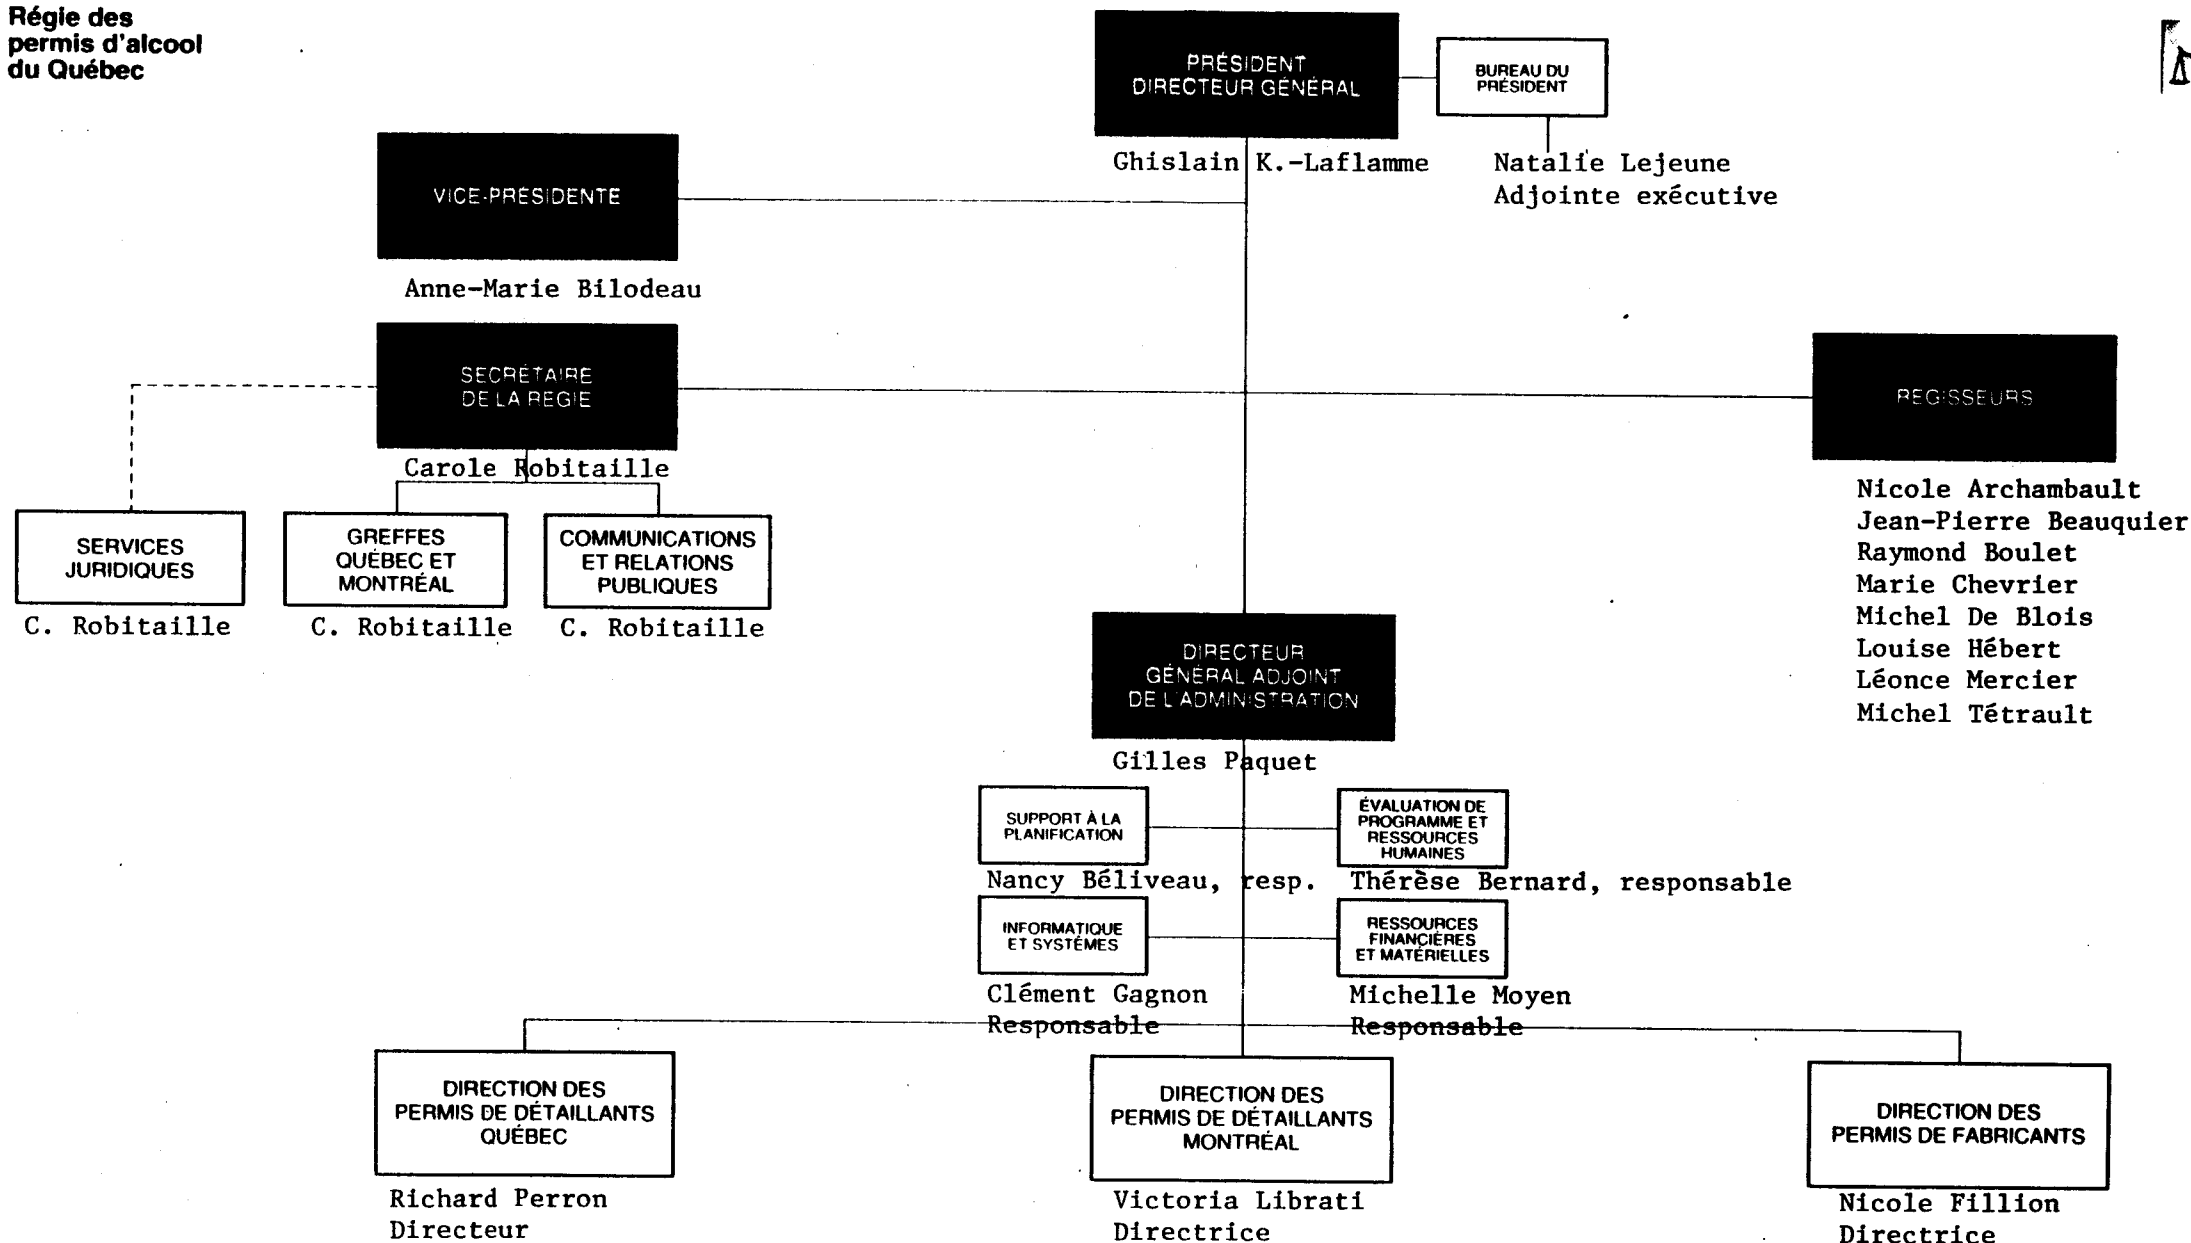 Régie des
permis d'alcool
du Québec
PRÉSIDENT
DIRECTEUR GÉNÉRAL
BUREAU DU
PRÉSIDENT
Ghislain K.-Laflamme
Natalie Lejeune
Adjointe exécutive
VICE-PRÉSIDENTE
Anne-Marie Bilodeau
SECRÉTAIRE
DE LA RÉGIE
Carole Robitaille
RÉGISSEURS
Nicole Archambault
Jean-Pierre Beauquier
Raymond Boulet
Marie Chevrier
Michel De Blois
Louise Hébert
Léonce Mercier
Michel Tétrault
SERVICES
JURIDIQUES
C. Robitaille
GREFFES
QUÉBEC ET
MONTRÉAL
C. Robitaille
COMMUNICATIONS
ET RELATIONS
PUBLIQUES
C. Robitaille
DIRECTEUR
GÉNÉRAL ADJOINT
DE L'ADMINISTRATION
Gilles Paquet
SUPPORT À LA
PLANIFICATION
Nancy Béliveau, resp.
ÉVALUATION DE
PROGRAMME ET
RESSOURCES
HUMAINES
Thérèse Bernard, responsable
INFORMATIQUE
ET SYSTÈMES
Clément Gagnon
Responsable
RESSOURCES
FINANCIÈRES
ET MATÉRIELLES
Michelle Moyen
Responsable
DIRECTION DES
PERMIS DE DÉTAILLANTS
QUÉBEC
Richard Perron
Directeur
DIRECTION DES
PERMIS DE DÉTAILLANTS
MONTRÉAL
Victoria Librati
Directrice
DIRECTION DES
PERMIS DE FABRICANTS
Nicole Fillion
Directrice